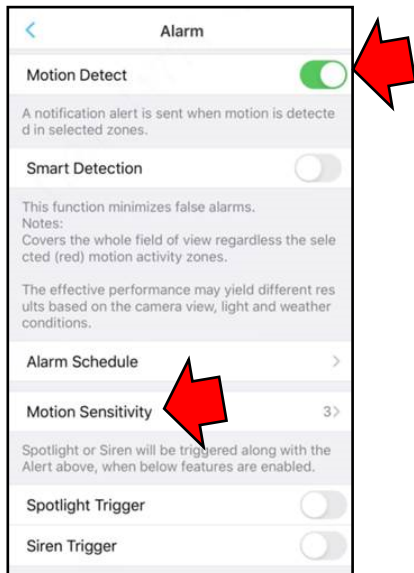 Alarm
Motion Detect
A notification alert is sent when motion is detecte
d in selected zones.
Smart Detection
This function minimizes false alarms.
Notes:
Covers the whole field of view regardless the sele
cted (red) motion activity zones.
The effective performance may yield different res
ults based on the camera view, light and weather
conditions.
Alarm Schedule
Motion Sensitivity 3
Spotlight or Siren will be triggered along with the
Alert above, when below features are enabled.
Spotlight Trigger
Siren Trigger